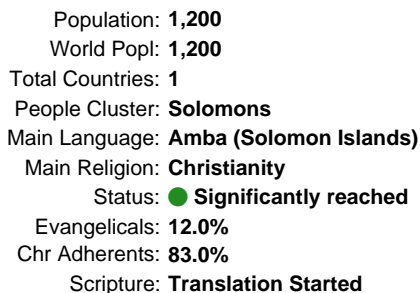 Population: 1,200
World Popl: 1,200
Total Countries: 1
People Cluster: Solomons
Main Language: Amba (Solomon Islands)
Main Religion: Christianity
Status: Significantly reached
Evangelicals: 12.0%
Chr Adherents: 83.0%
Scripture: Translation Started